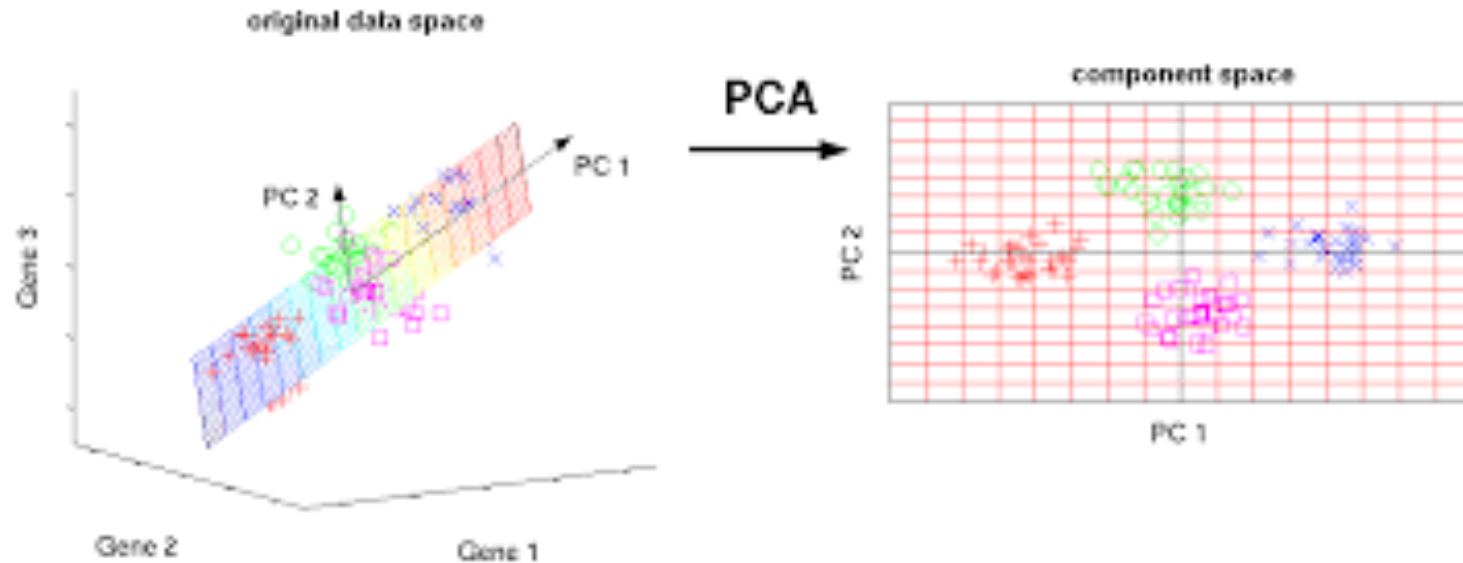 original data space
PC 1
PC 2
Gene 3
Gene 2
Gene 1
PCA
component space
PC 2
PC 1